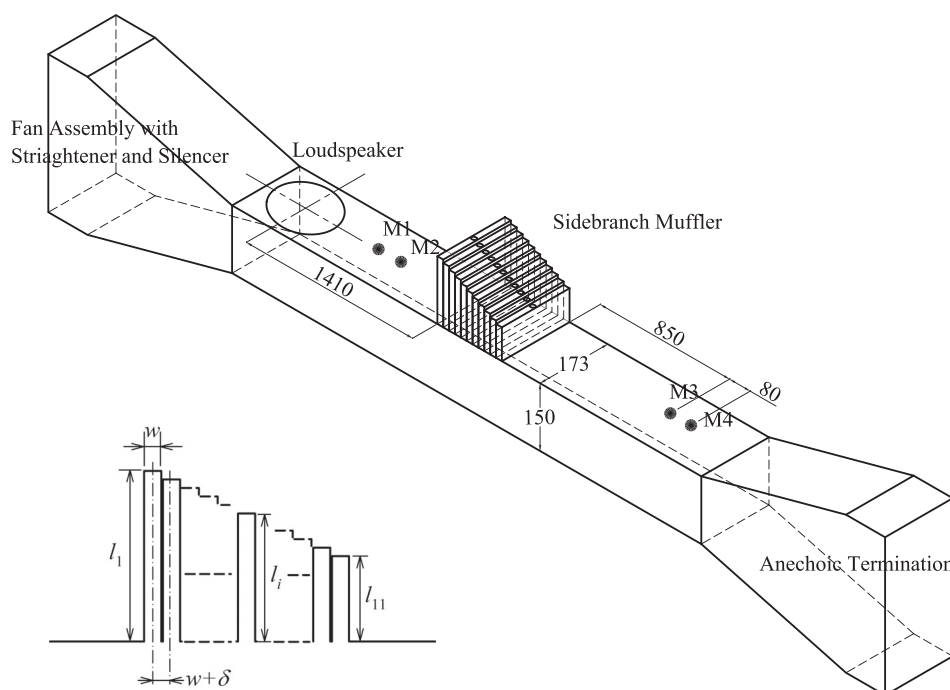 Fan Assembly with
Striaghtener and Silencer
Loudspeaker
M1
M2
Sidebranch Muffler
1410
850
173
80
M3
M4
150
w
l1
li
l11
w+δ
Anechoic Termination